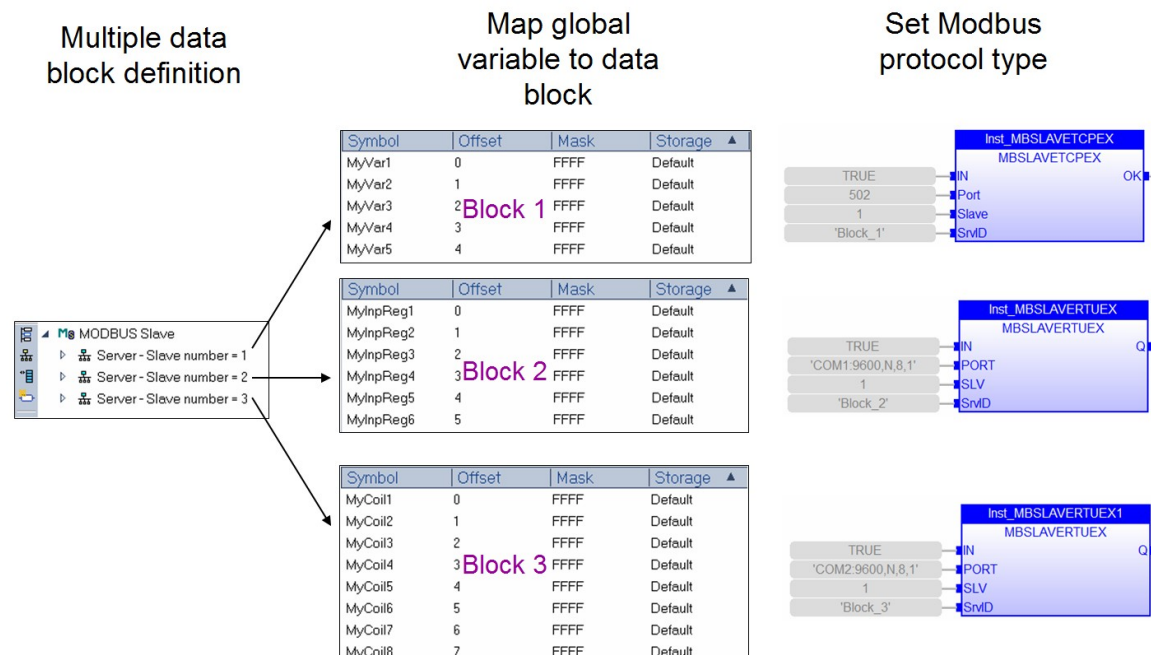 Multiple data
block definition
Map global
variable to data
block
Set Modbus
protocol type
MODBUS Slave
Server - Slave number = 1
Server - Slave number = 2
Server - Slave number = 3
Symbol Offset Mask Storage
MyVar1 0 FFFF Default
MyVar2 1 FFFF Default
MyVar3 2 FFFF Default
MyVar4 3 FFFF Default
MyVar5 4 FFFF Default
Block 1
Symbol Offset Mask Storage
MyInpReg1 0 FFFF Default
MyInpReg2 1 FFFF Default
MyInpReg3 2 FFFF Default
MyInpReg4 3 FFFF Default
MyInpReg5 4 FFFF Default
MyInpReg6 5 FFFF Default
Block 2
Symbol Offset Mask Storage
MyCoil1 0 FFFF Default
MyCoil2 1 FFFF Default
MyCoil3 2 FFFF Default
MyCoil4 3 FFFF Default
MyCoil5 4 FFFF Default
MyCoil6 5 FFFF Default
MyCoil7 6 FFFF Default
MyCoil8 7 FFFF Default
Block 3
Inst_MBSLAVETCPEX
MBSLAVETCPEX
TRUE IN OK
502 Port
1 Slave
'Block_1' SrvID
Inst_MBSLAVERTUEX
MBSLAVERTUEX
TRUE IN Q
'COM1:9600,N,8,1' PORT
1 SLV
'Block_2' SrvID
Inst_MBSLAVERTUEX1
MBSLAVERTUEX
TRUE IN Q
'COM2:9600,N,8,1' PORT
1 SLV
'Block_3' SrvID